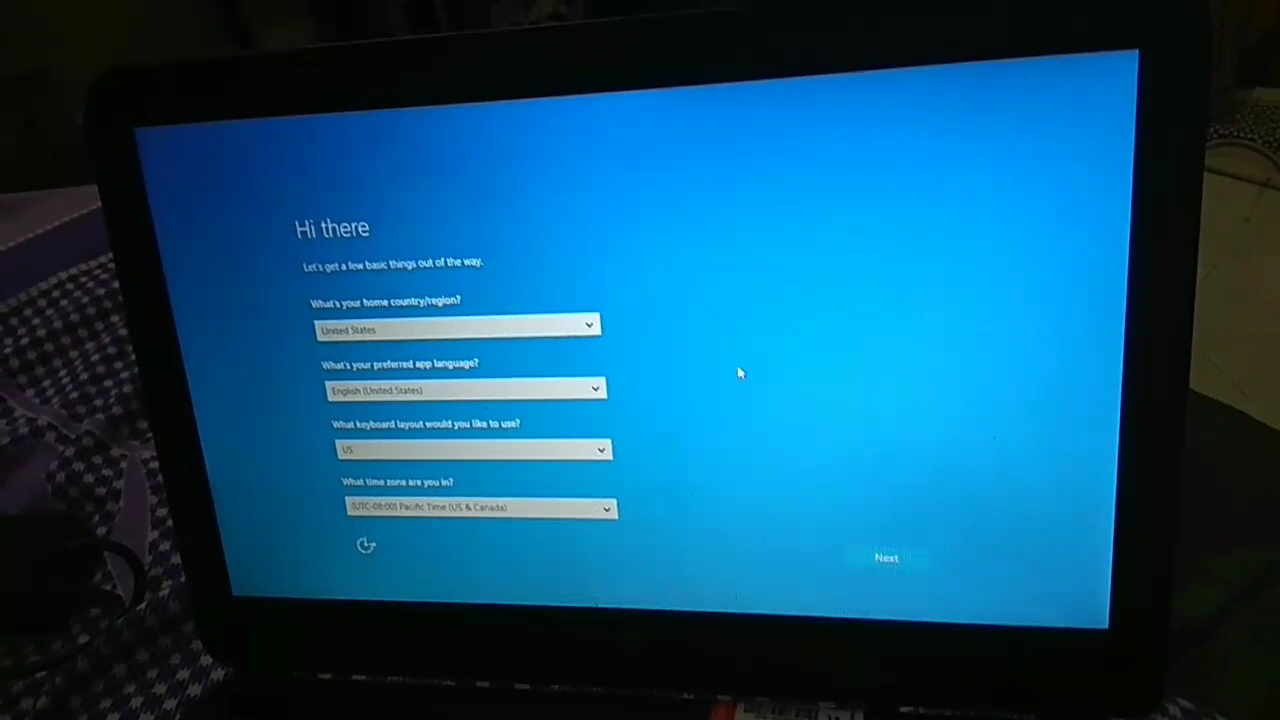 Hi there
Let's get a few basic things out of the way.
What's your home country/region?
United States
What's your preferred app language?
English (United States)
What keyboard layout would you like to use?
US
What time zone are you in?
(UTC-08:00) Pacific Time (US & Canada)
Next